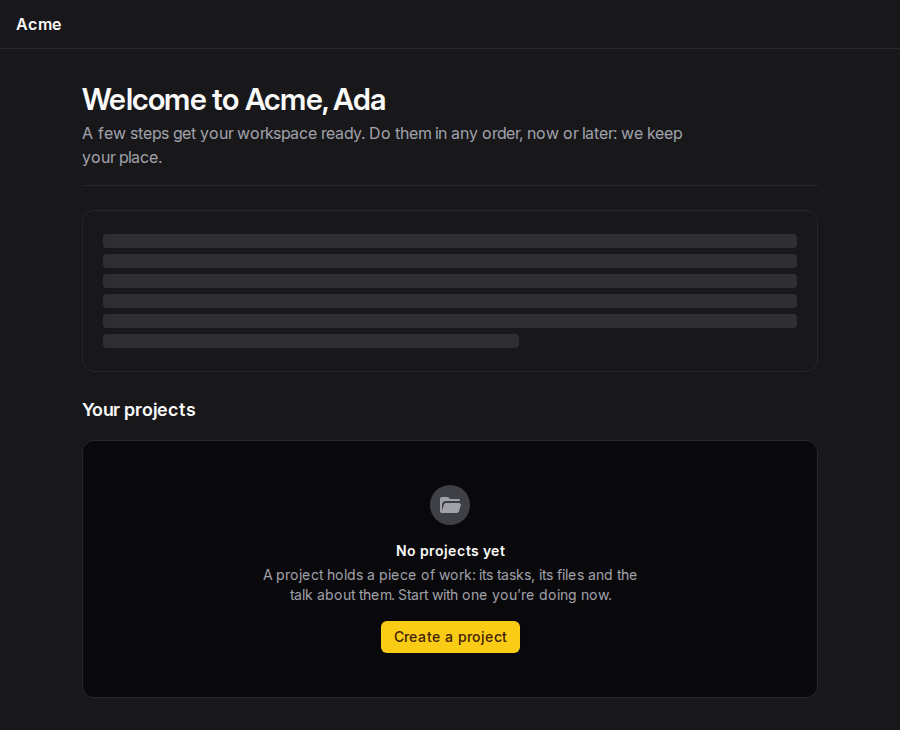 Acme
Welcome to Acme, Ada
A few steps get your workspace ready. Do them in any order, now or later: we keep
your place.
Your projects
No projects yet
A project holds a piece of work: its tasks, its files and the
talk about them. Start with one you’re doing now.
Create a project